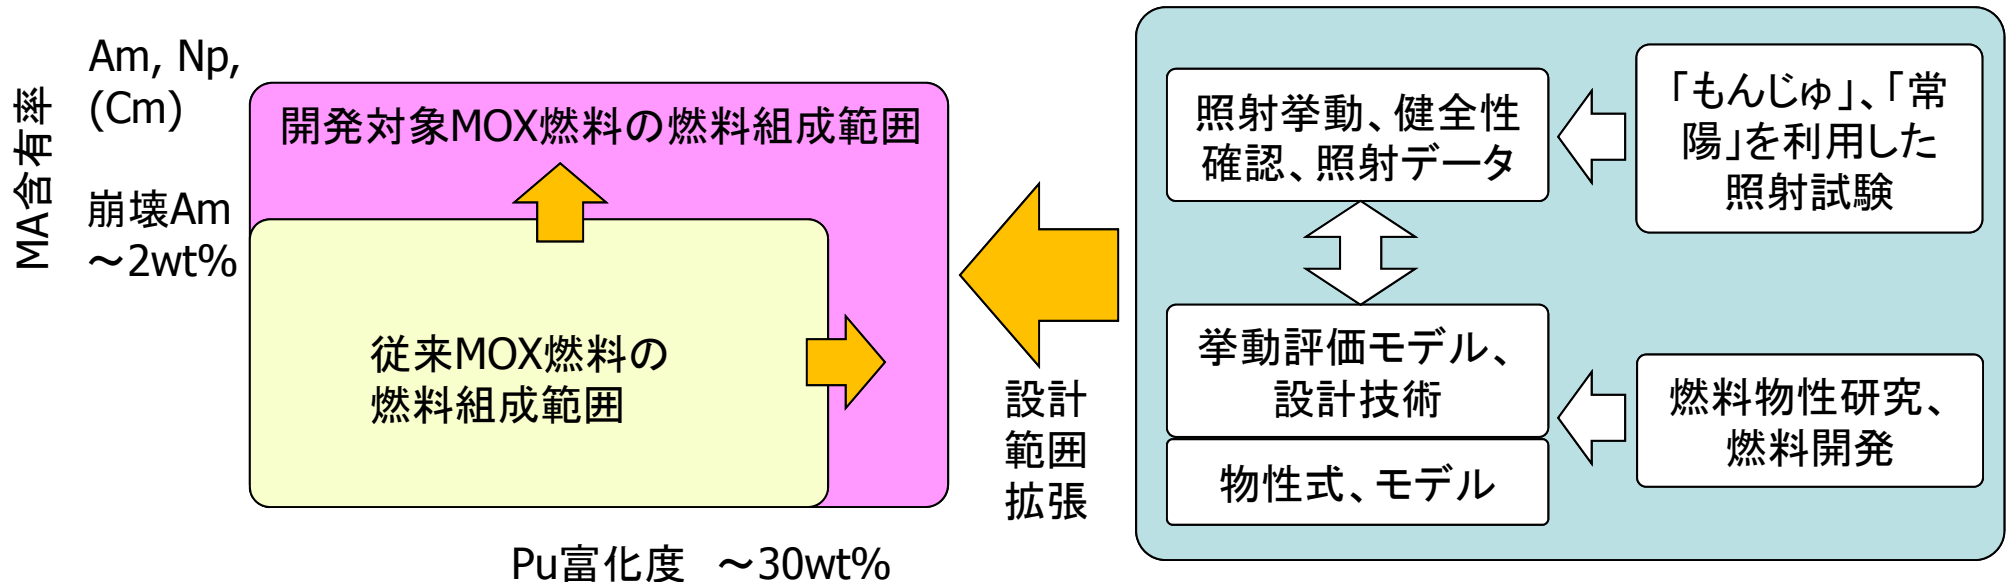 MA含有率
Am, Np,
(Cm)
崩壊Am
～2wt%
開発対象MOX燃料の燃料組成範囲
従来MOX燃料の
燃料組成範囲
Pu富化度　～30wt%
設計
範囲
拡張
照射挙動、健全性
確認、照射データ
「もんじゅ」、「常
陽」を利用した
照射試験
挙動評価モデル、
設計技術
物性式、モデル
燃料物性研究、
燃料開発